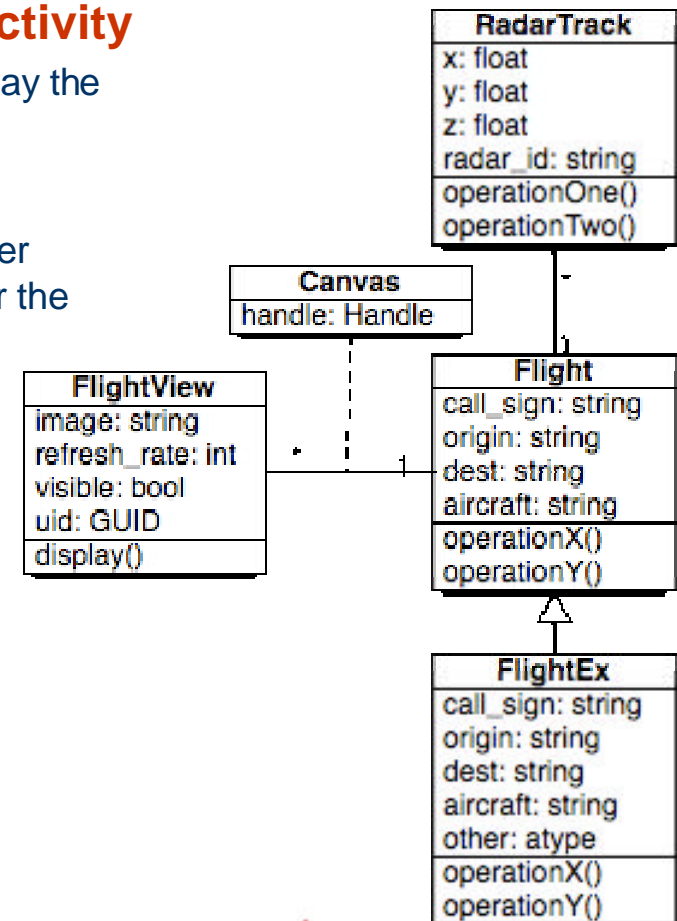 ctivity
ay the
er
r the
RadarTrack
x: float
y: float
z: float
radar_id: string
operationOne()
operationTwo()
*
1
Canvas
handle: Handle
FlightView
image: string
refresh_rate: int
visible: bool
uid: GUID
display()
*
1
Flight
call_sign: string
origin: string
dest: string
aircraft: string
operationX()
operationY()
FlightEx
call_sign: string
origin: string
dest: string
aircraft: string
other: atype
operationX()
operationY()